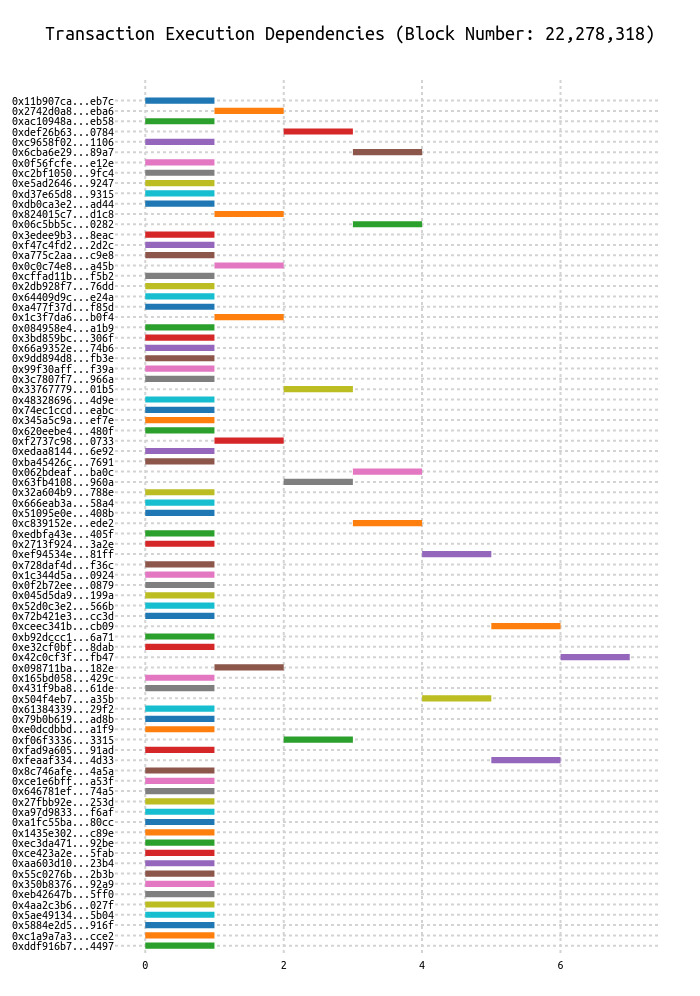 Transaction Execution Dependencies (Block Number: 22,278,318)
0x11b907ca...eb7c
0x2742d0a8...eba6
0xac10948a...eb58
0xdef26b63...0784
0xc9658f02...1106
0x6cba6e29...89a7
0x0f56fcfe...e12e
0xc2bf1050...9fc4
0xe5ad2646...9247
0xd37e65d8...9315
0xdb0ca3e2...ad44
0x824015c7...d1c8
0x06c5bb5c...0282
0x3edee9b3...8eac
0xf47c4fd2...2d2c
0xa775c2aa...c9e8
0x0c0c74e8...a45b
0xcffad11b...f5b2
0x2db928f7...76dd
0x64409d9c...e24a
0xa477f37d...f85d
0x1c3f7da6...b0f4
0x084958e4...a1b9
0x3bd859bc...306f
0x66a9352e...74b6
0x9dd894d8...fb3e
0x99f30aff...f39a
0x3c7807f7...966a
0x33767779...01b5
0x48328696...4d9e
0x74ec1ccd...eabc
0x345a5c9a...ef7e
0x620eebe4...480f
0xf2737c98...0733
0xedaa8144...6e92
0xba45426c...7691
0x062bdeaf...ba0c
0x63fb4108...960a
0x32a604b9...788e
0x666eab3a...58a4
0x51095e0e...408b
0xc839152e...ede2
0xedbfa43e...405f
0x2713f924...3a2e
0xef94534e...81ff
0x728daf4d...f36c
0x1c344d5a...0924
0x0f2b72ee...0879
0x045d5da9...199a
0x52d0c3e2...566b
0x72b421e3...cc3d
0xceec341b...cb09
0xb92dccc1...6a71
0xe32cf0bf...8dab
0x42c0cf3f...fb47
0x098711ba...182e
0x165bd058...429c
0x431f9ba8...61de
0x504f4eb7...a35b
0x61384339...29f2
0x79b0b619...ad8b
0xe0dcdbbd...a1f9
0xf06f3336...3315
0xfad9a605...91ad
0xfeaaf334...4d33
0x8c746afe...4a5a
0xce1e6bff...a53f
0x646781ef...74a5
0x27fbb92e...253d
0xa97d9833...f6af
0xa1fc55ba...80cc
0x1435e302...c89e
0xec3da471...92be
0xce423a2e...5fab
0xaa603d10...23b4
0x55c0276b...2b3b
0x350b8376...92a9
0xeb42647b...5ff0
0x4aa2c3b6...027f
0x5ae49134...5b04
0x5884e2d5...916f
0xc1a9a7a3...cce2
0xddf916b7...4497
0 2 4 6